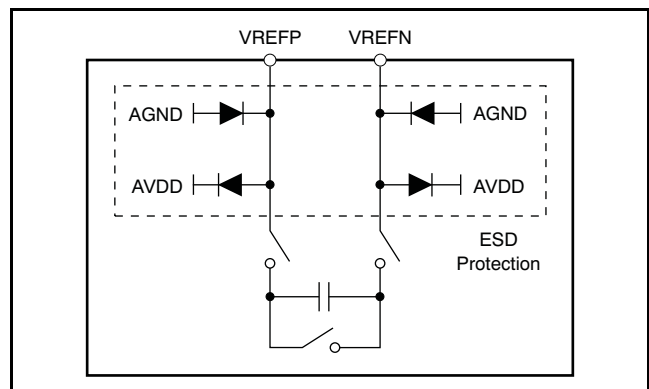 VREFP VREFN
AGND AGND
AVDD AVDD
ESD
Protection